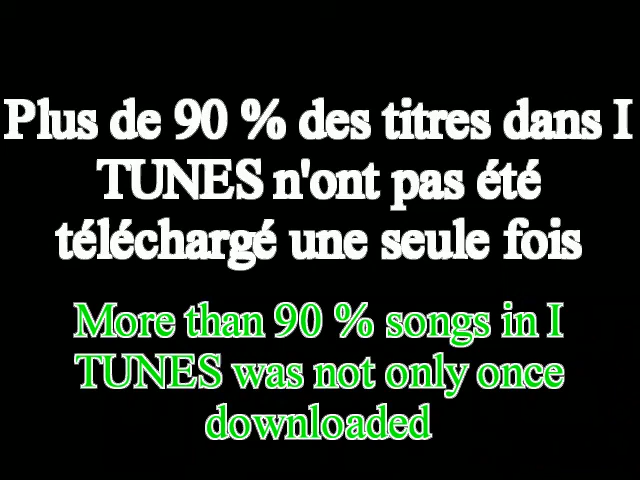 Plus de 90 % des titres dans I
TUNES n'ont pas été
téléchargé une seule fois
More than 90 % songs in I
TUNES was not only once
downloaded